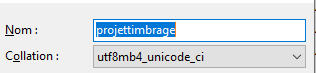 Nom : projettimbrage
Collation : utf8mb4_unicode_ci